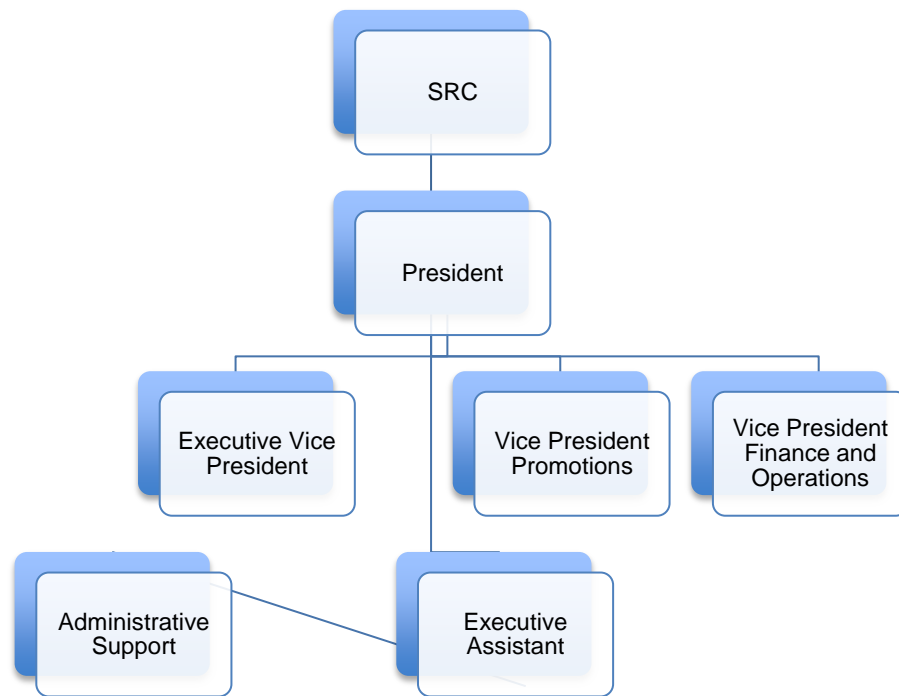 SRC
President
Executive Vice
President
Vice President
Promotions
Vice President
Finance and
Operations
Administrative
Support
Executive
Assistant